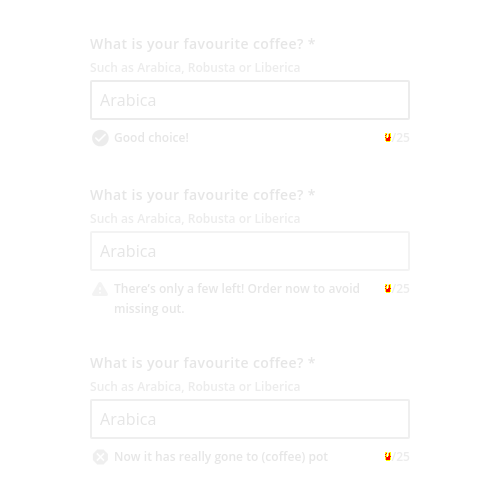 What is your favourite coffee? *
Such as Arabica, Robusta or Liberica
Arabica
Good choice!
/25
What is your favourite coffee? *
Such as Arabica, Robusta or Liberica
Arabica
There's only a few left! Order now to avoid
missing out.
/25
What is your favourite coffee? *
Such as Arabica, Robusta or Liberica
Arabica
Now it has really gone to (coffee) pot
/25